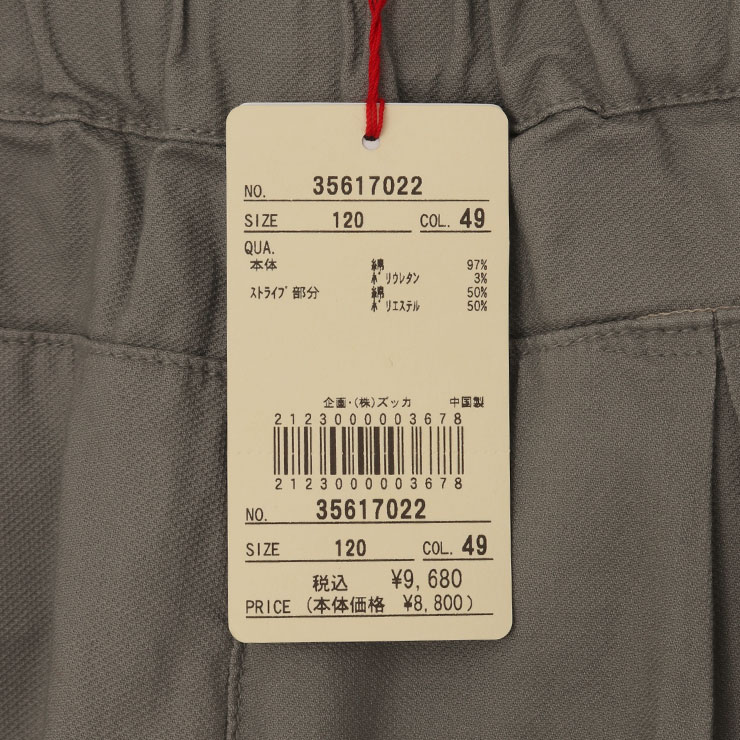 NO. 35617022
SIZE 120 COL. 49
QUA.
本体 綿 97%
ポリウレタン 3%
ストライプ部分 綿 50%
ポリエステル 50%
企画・(株)ズッカ 中国製
2123000003678
2123000003678
NO. 35617022
SIZE 120 COL. 49
税込 ¥9,680
PRICE (本体価格 ¥8,800)